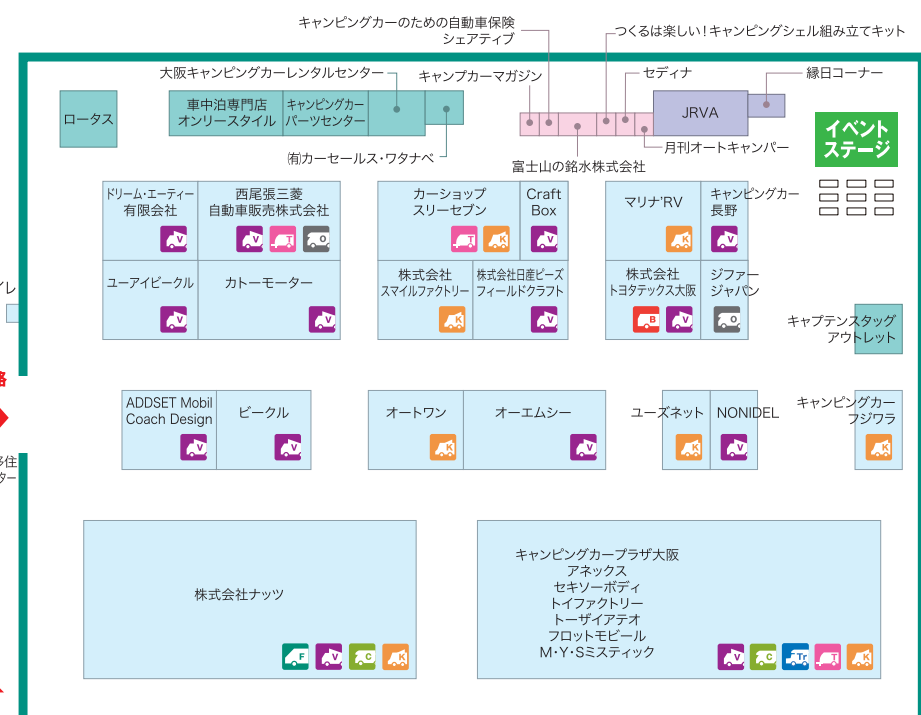 キャンピングカーのための自動車保険
シェアティブ
つくるは楽しい！キャンピングシェル組み立てキット
大阪キャンピングカーレンタルセンター
キャンプカーマガジン
セディナ
縁日コーナー
ロータス
車中泊専門店
オンリースタイル
キャンピングカー
パーツセンター
JRVA
イベント
ステージ
㈲カーセールス・ワタナベ
富士山の銘水株式会社
月刊オートキャンパー
ドリーム・エーティー
有限会社
V
西尾張三菱
自動車販売株式会社
V T O
カーショップ
スリーセブン
T K
Craft
Box
V
マリナ'RV
K
キャンピングカー
長野
V
ユーアイビークル
V
カトーモーター
V
株式会社
スマイルファクトリー
K
株式会社日産ピーズ
フィールドクラフト
V
株式会社
トヨタテックス大阪
B V
ジファー
ジャパン
O
キャプテンスタッグ
アウトレット
ADDSET Mobil
Coach Design
V
ビークル
V
オートワン
K
オーエムシー
V
ユーズネット
K
NONIDEL
V
キャンピングカー
フジワラ
K
株式会社ナッツ
F V C K
キャンピングカープラザ大阪
アネックス
セキソーボディ
トイファクトリー
トーザイアテオ
フロットモビール
M・Y・Sミスティック
V C Tr T K